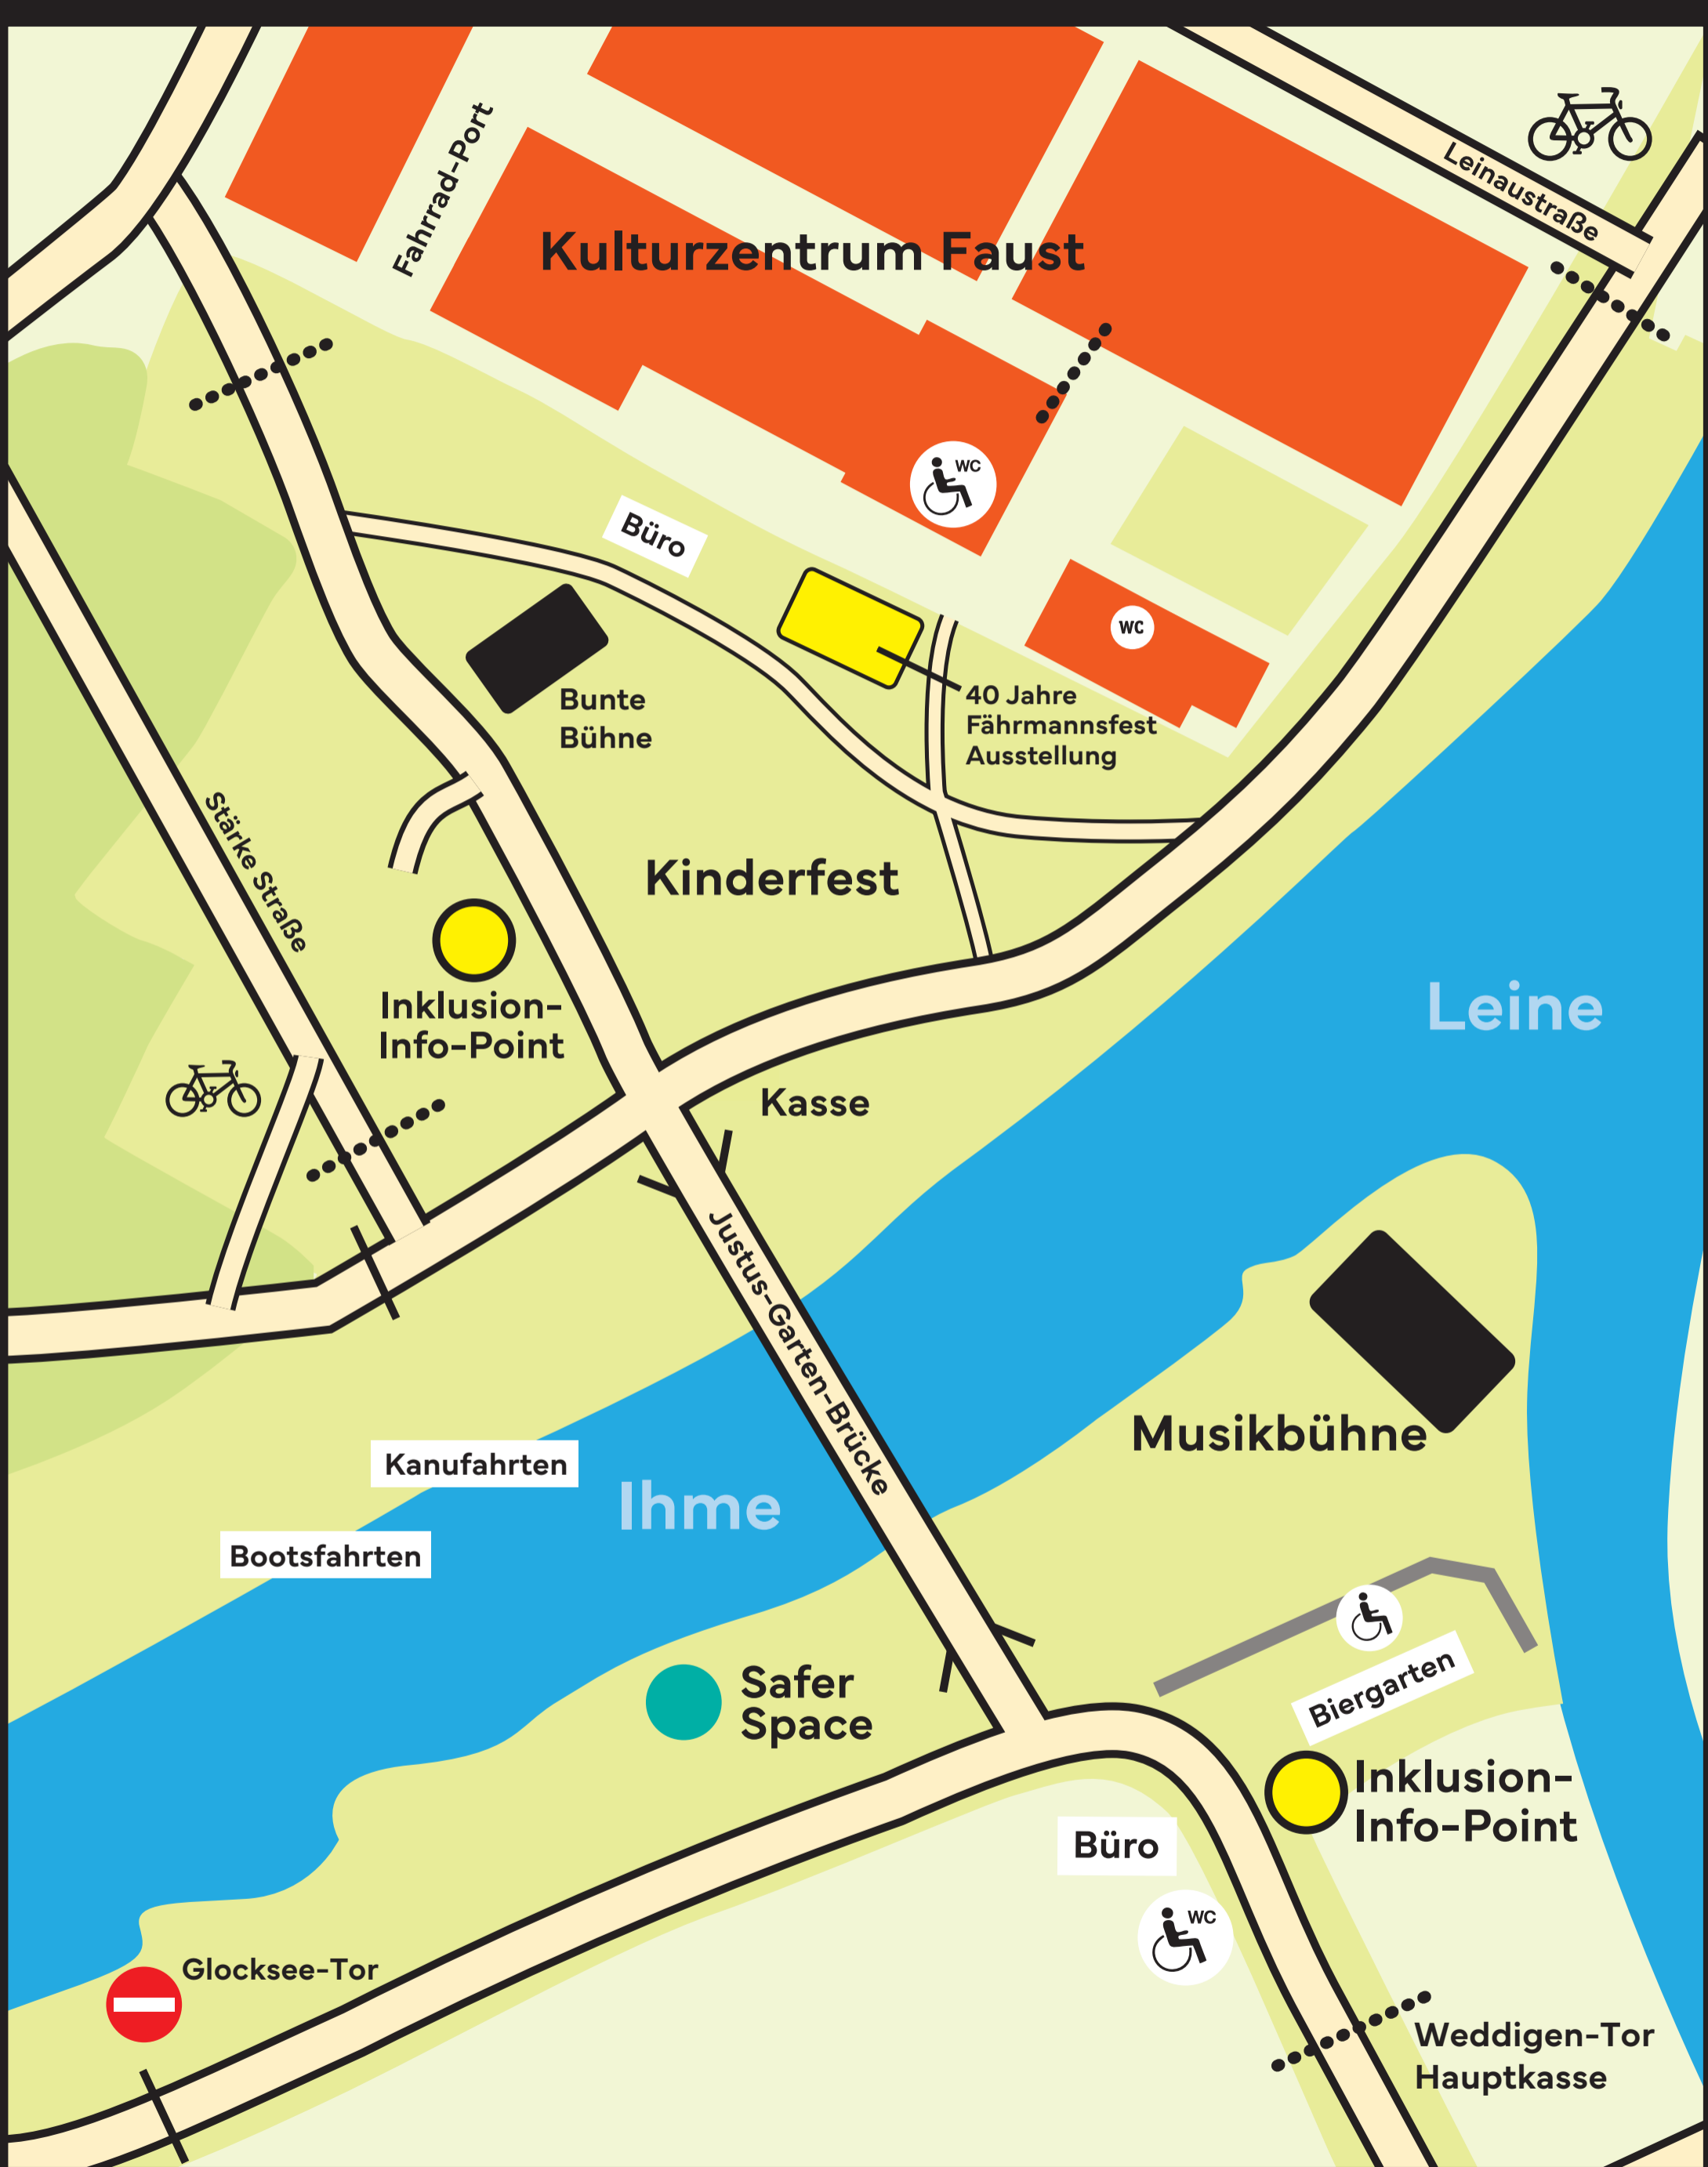 Leinaustraße
Fahrrad-Port
Kulturzentrum Faust
WC
Büro
WC
40 Jahre
Fährmannsfest
Ausstellung
Bunte
Bühne
Stärke Straße
Kinderfest
Inklusion-
Info-Point
Leine
Kasse
Justus-Garten-Brücke
Musikbühne
Kanufahrten
Ihme
Bootsfahrten
Safer
Space
Biergarten
Inklusion-
Info-Point
Büro
WC
Glocksee-Tor
Weddigen-Tor
Hauptkasse